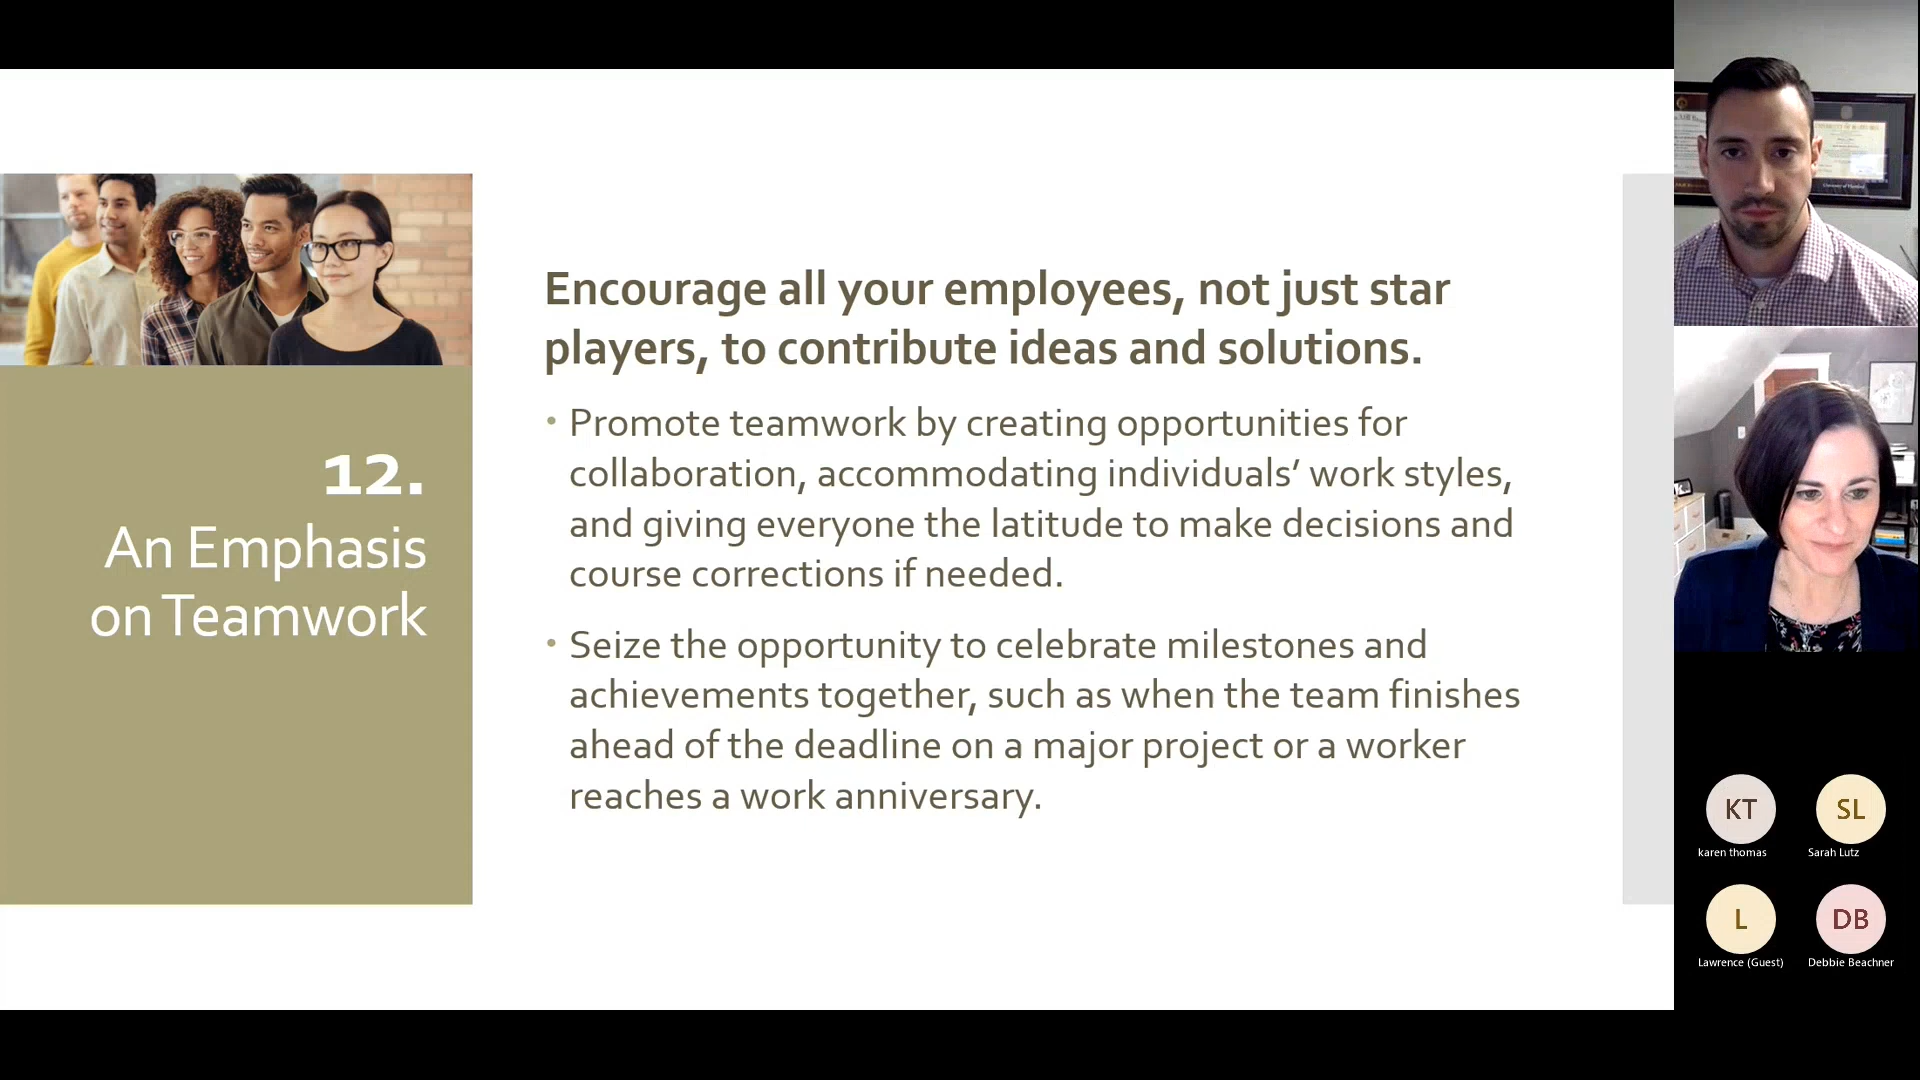 12.
An Emphasis
on Teamwork
Encourage all your employees, not just star
players, to contribute ideas and solutions.
• Promote teamwork by creating opportunities for
collaboration, accommodating individuals’ work styles,
and giving everyone the latitude to make decisions and
course corrections if needed.
• Seize the opportunity to celebrate milestones and
achievements together, such as when the team finishes
ahead of the deadline on a major project or a worker
reaches a work anniversary.
KT
karen thomas
SL
Sarah Lutz
L
Lawrence (Guest)
DB
Debbie Beachner